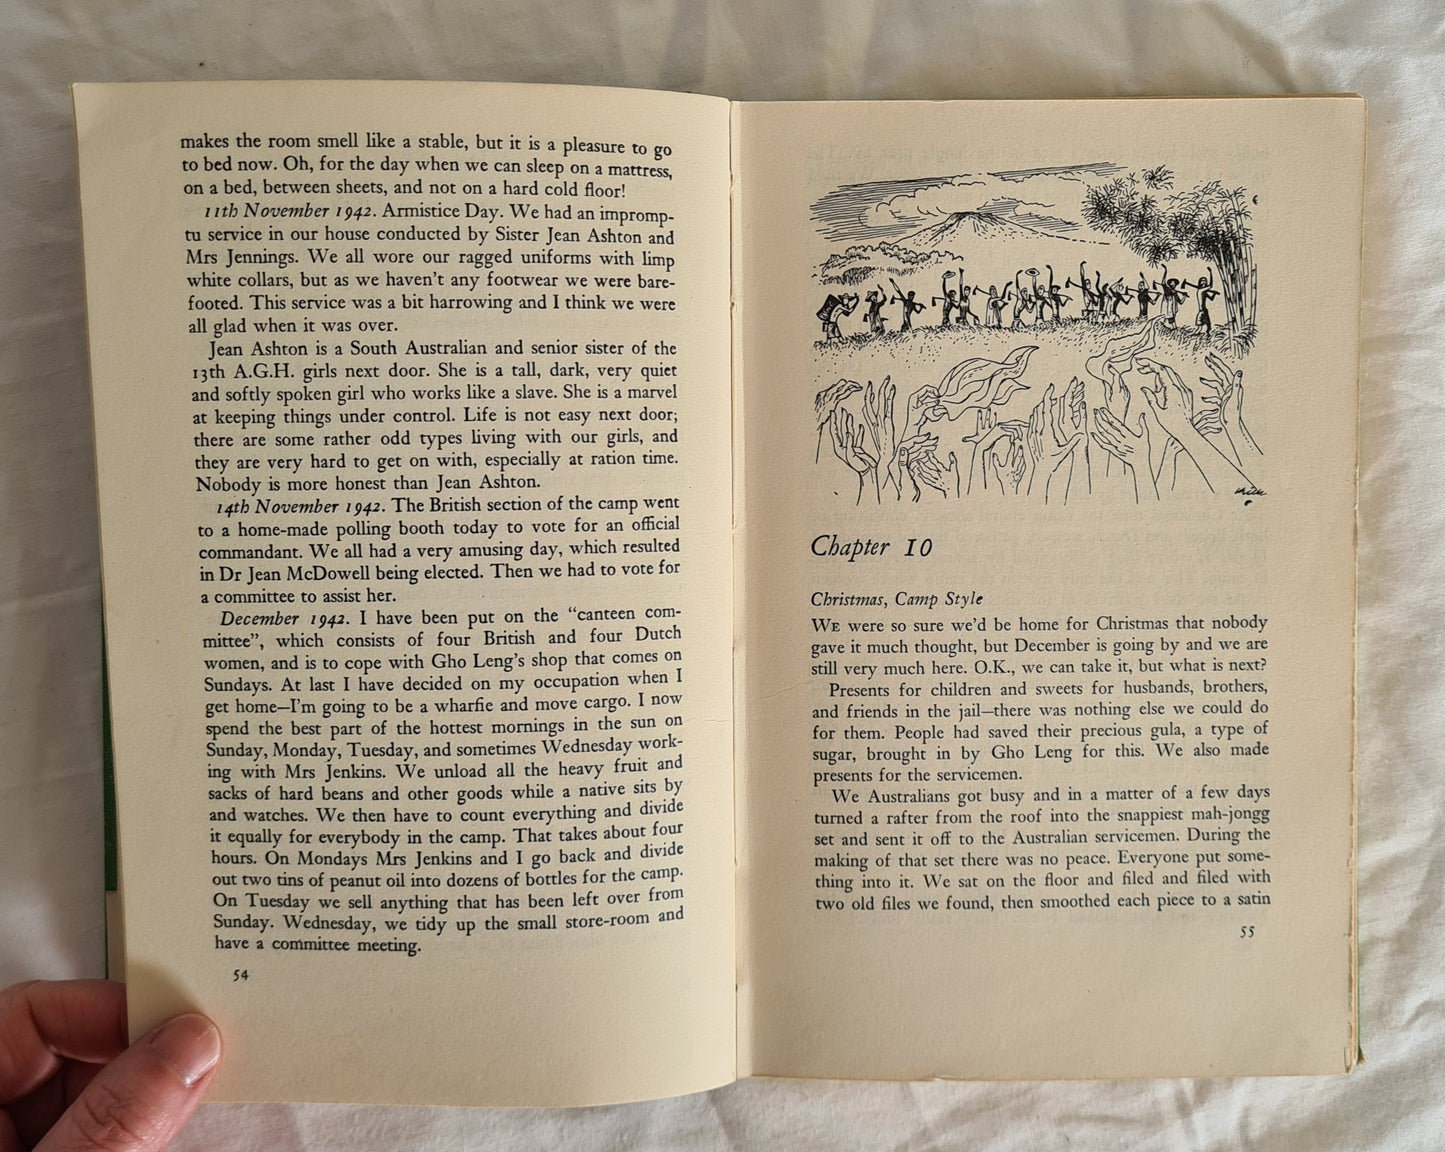 makes the room smell like a stable, but it is a pleasure to go
to bed now. Oh, for the day when we can sleep on a mattress,
on a bed, between sheets, and not on a hard cold floor!
11th November 1942. Armistice Day. We had an impromp-
tu service in our house conducted by Sister Jean Ashton and
Mrs Jennings. We all wore our ragged uniforms with limp
white collars, but as we haven't any footwear we were bare-
footed. This service was a bit harrowing and I think we were
all glad when it was over.
Jean Ashton is a South Australian and senior sister of the
13th A.G.H. girls next door. She is a tall, dark, very quiet
and softly spoken girl who works like a slave. She is a marvel
at keeping things under control. Life is not easy next door;
there are some rather odd types living with our girls, and
they are very hard to get on with, especially at ration time.
Nobody is more honest than Jean Ashton.
14th November 1942. The British section of the camp went
to a home-made polling booth today to vote for an official
commandant. We all had a very amusing day, which resulted
in Dr Jean McDowell being elected. Then we had to vote for
a committee to assist her.
December 1942. I have been put on the "canteen com-
mittee", which consists of four British and four Dutch
women, and is to cope with Gho Leng's shop that comes on
Sundays. At last I have decided on my occupation when I
get home—I'm going to be a wharfie and move cargo. I now
spend the best part of the hottest mornings in the sun on
Sunday, Monday, Tuesday, and sometimes Wednesday work-
ing with Mrs Jenkins. We unload all the heavy fruit and
sacks of hard beans and other goods while a native sits by
and watches. We then have to count everything and divide
it equally for everybody in the camp. That takes about four
hours. On Mondays Mrs Jenkins and I go back and divide
out two tins of peanut oil into dozens of bottles for the camp.
On Tuesday we sell anything that has been left over from
Sunday. Wednesday, we tidy up the small store-room and
have a committee meeting.
54
Chapter 10
Christmas, Camp Style
WE were so sure we'd be home for Christmas that nobody
gave it much thought, but December is going by and we are
still very much here. O.K., we can take it, but what is next?
Presents for children and sweets for husbands, brothers,
and friends in the jail—there was nothing else we could do
for them. People had saved their precious gula, a type of
sugar, brought in by Gho Leng for this. We also made
presents for the servicemen.
We Australians got busy and in a matter of a few days
turned a rafter from the roof into the snappiest mah-jongg
set and sent it off to the Australian servicemen. During the
making of that set there was no peace. Everyone put some-
thing into it. We sat on the floor and filed and filed with
two old files we found, then smoothed each piece to a satin
55